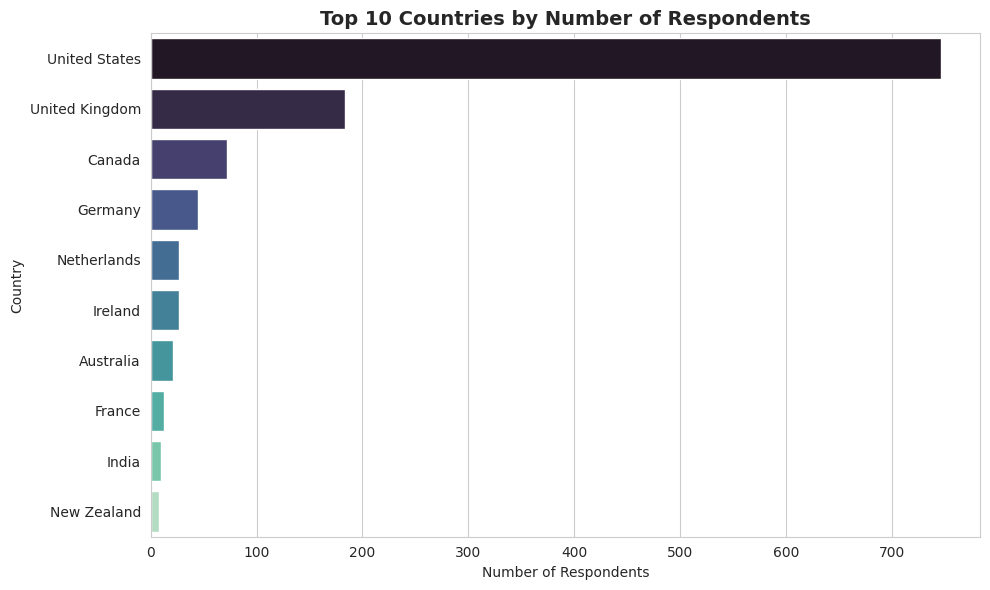 Top 10 Countries by Number of Respondents
United States
United Kingdom
Canada
Germany
Netherlands
Ireland
Australia
France
India
New Zealand
Country
0 100 200 300 400 500 600 700
Number of Respondents